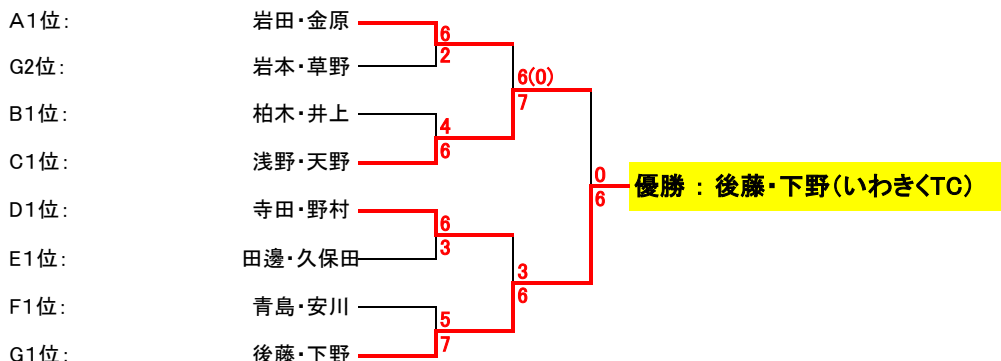 A1位: 岩田・金原
6
2
G2位: 岩本・草野
6(0)
7
B1位: 柏木・井上
4
6
C1位: 浅野・天野
0
6
優勝 : 後藤・下野(いわきくTC)
D1位: 寺田・野村
6
3
E1位: 田邊・久保田
3
6
F1位: 青島・安川
5
7
G1位: 後藤・下野